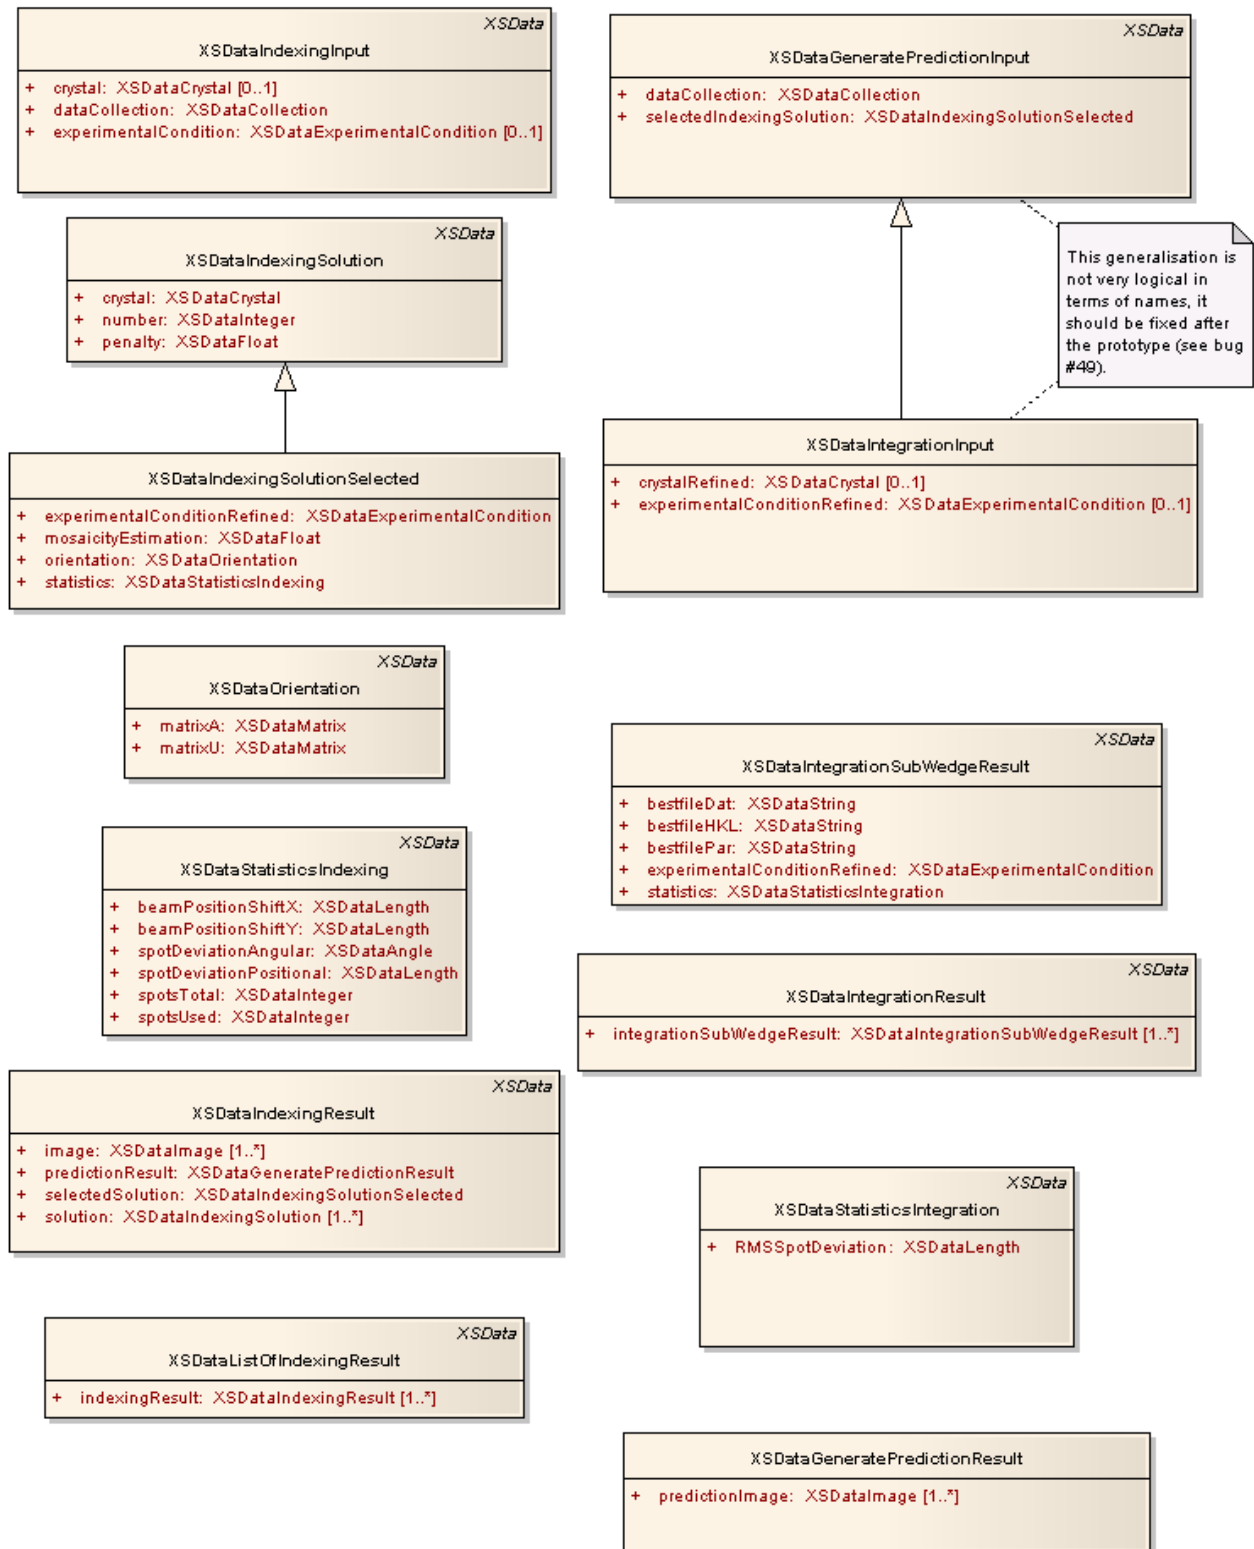 XSData
XSDataIndexingInput
+ crystal: XSDataCrystal [0..1]
+ dataCollection: XSDataCollection
+ experimentalCondition: XSDataExperimentalCondition [0..1]
XSData
XSDataIndexingSolution
+ crystal: XSDataCrystal
+ number: XSDataInteger
+ penalty: XSDataFloat
XSDataIndexingSolutionSelected
+ experimentalConditionRefined: XSDataExperimentalCondition
+ mosaicityEstimation: XSDataFloat
+ orientation: XSDataOrientation
+ statistics: XSDataStatisticsIndexing
XSData
XSDataOrientation
+ matrixA: XSDataMatrix
+ matrixU: XSDataMatrix
XSData
XSDataStatisticsIndexing
+ beamPositionShiftX: XSDataLength
+ beamPositionShiftY: XSDataLength
+ spotDeviationAngular: XSDataAngle
+ spotDeviationPositional: XSDataLength
+ spotsTotal: XSDataInteger
+ spotsUsed: XSDataInteger
XSData
XSDataIndexingResult
+ image: XSDataImage [1..*]
+ predictionResult: XSDataGeneratePredictionResult
+ selectedSolution: XSDataIndexingSolutionSelected
+ solution: XSDataIndexingSolution [1..*]
XSData
XSDataListOfIndexingResult
+ indexingResult: XSDataIndexingResult [1..*]
XSData
XSDataGeneratePredictionInput
+ dataCollection: XSDataCollection
+ selectedIndexingSolution: XSDataIndexingSolutionSelected
This generalisation is
not very logical in
terms of names, it
should be fixed after
the prototype (see bug
#49).
XSDataIntegrationInput
+ crystalRefined: XSDataCrystal [0..1]
+ experimentalConditionRefined: XSDataExperimentalCondition [0..1]
XSData
XSDataIntegrationSubWedgeResult
+ bestfileDat: XSDataString
+ bestfileHKL: XSDataString
+ bestfilePar: XSDataString
+ experimentalConditionRefined: XSDataExperimentalCondition
+ statistics: XSDataStatisticsIntegration
XSData
XSDataIntegrationResult
+ integrationSubWedgeResult: XSDataIntegrationSubWedgeResult [1..*]
XSData
XSDataStatisticsIntegration
+ RMSSpotDeviation: XSDataLength
XSDataGeneratePredictionResult
+ predictionImage: XSDataImage [1..*]